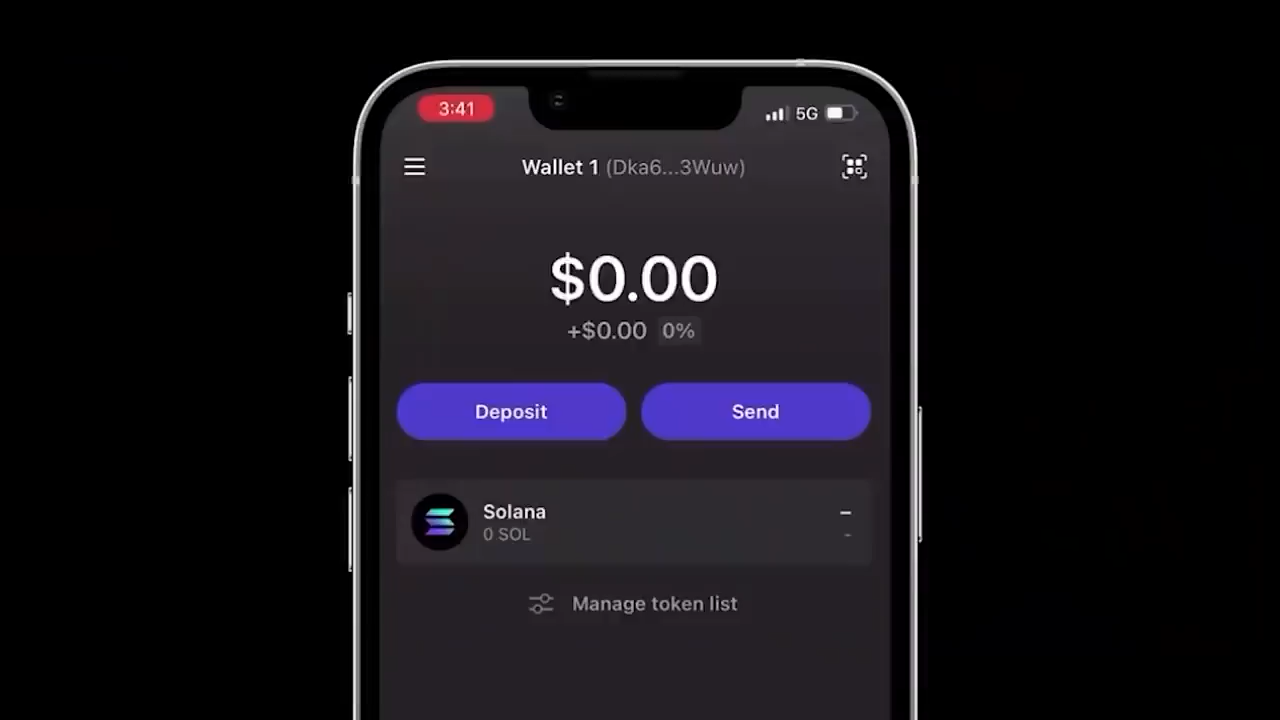 3:41 5G
Wallet 1 (Dka6...3Wuw)
$0.00
+$0.00 0%
Deposit Send
Solana –
0 SOL -
Manage token list